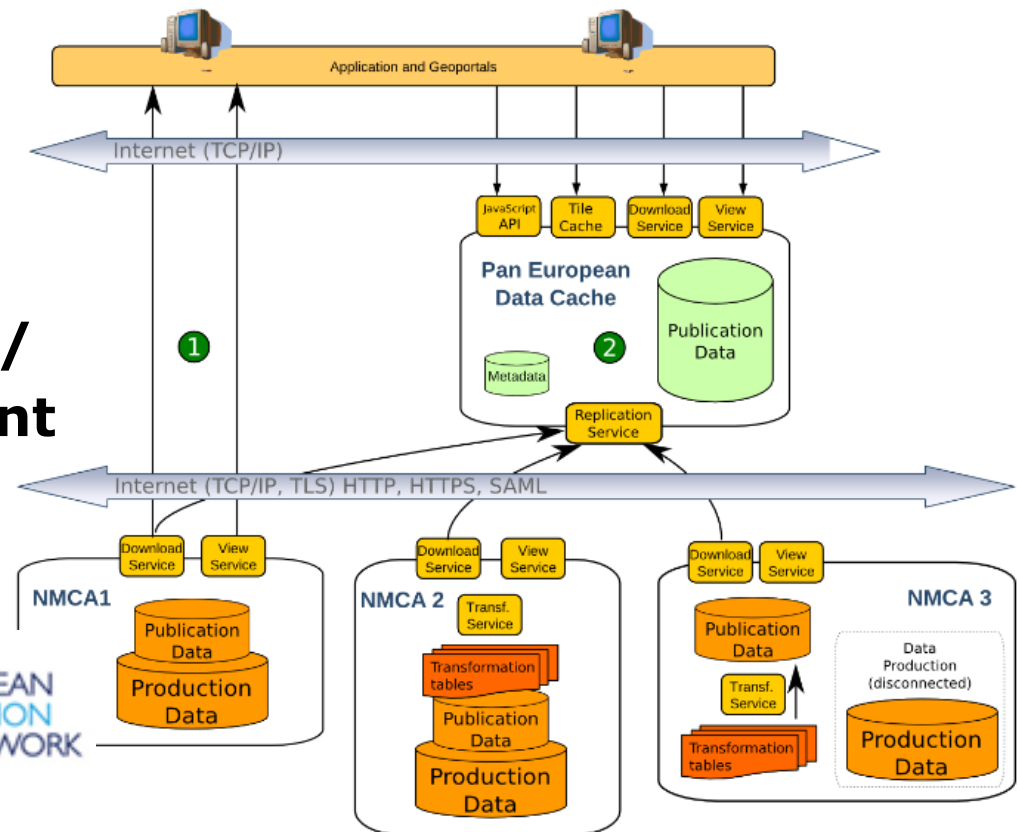 Application and Geoportals
Internet (TCP/IP)
JavaScript
API
Tile
Cache
Download
Service
View
Service
Pan European
Data Cache
Publication
Data
Metadata
1
2
/
nt
Replication
Service
Internet (TCP/IP, TLS) HTTP, HTTPS, SAML
Download
Service
View
Service
NMCA1
Publication
Data
Production
Data
Download
Service
View
Service
NMCA 2
Transf.
Service
Transformation
tables
Publication
Data
Production
Data
Download
Service
View
Service
NMCA 3
Publication
Data
Transf.
Service
Transformation
tables
Data
Production
(disconnected)
Production
Data
EAN
ION
WORK